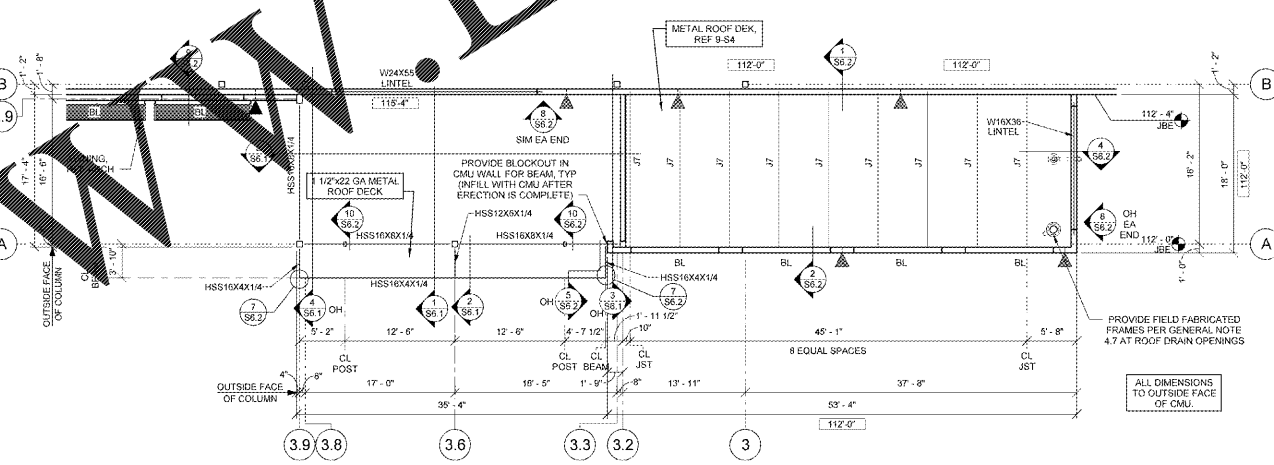 METAL ROOF DEK,
REF 9-S4
1
S6.2
112'-0"
112'-0"
1' - 2"
1' - 8"
1' - 2"
B
B
W24X55
LINTEL
115'-4"
BL
BL
8
S6.2
SIM EA END
W16X36
LINTEL
112' - 4"
JBE
4
S6.2
17' - 4"
16' - 6"
HSS16X8X1/4
PROVIDE BLOCKOUT IN
CMU WALL FOR BEAM, TYP
(INFILL WITH CMU AFTER
ERECTION IS COMPLETE)
1 1/2"x22 GA METAL
ROOF DECK
J7
J7
J7
J7
J7
J7
J7
J7
J7
16' - 2"
18' - 0"
112'-0"
10
S6.2
HSS12X6X1/4
10
S6.2
6
S6.2
OH
EA
END
HSS16X8X1/4
HSS16X8X1/4
112' - 0"
JBE
A
A
3' - 10"
BL
BL
BL
BL
1' - 0"
OUTSIDE FACE
OF COLUMN
HSS16X4X1/4
HSS16X4X1/4
HSS16X4X1/4
2
S6.2
7
S6.2
4
S6.1
OH
1
S6.1
2
S6.1
OH
5
S6.2
OH
3
S6.1
7
S6.2
1' - 11 1/2"
5' - 2"
12' - 6"
12' - 6"
4' - 7 1/2"
10"
45' - 1"
5' - 8"
6 EQUAL SPACES
PROVIDE FIELD FABRICATED
FRAMES PER GENERAL NOTE
4.7 AT ROOF DRAIN OPENINGS
CL
POST
CL
POST
CL
BEAM
CL
JST
CL
JST
4"
8"
17' - 0"
16' - 5"
1' - 9"
8"
13' - 11"
37' - 8"
OUTSIDE FACE
OF COLUMN
ALL DIMENSIONS
TO OUTSIDE FACE
OF CMU.
35' - 4"
53' - 4"
112'-0"
3.9
3.8
3.6
3.3
3.2
3